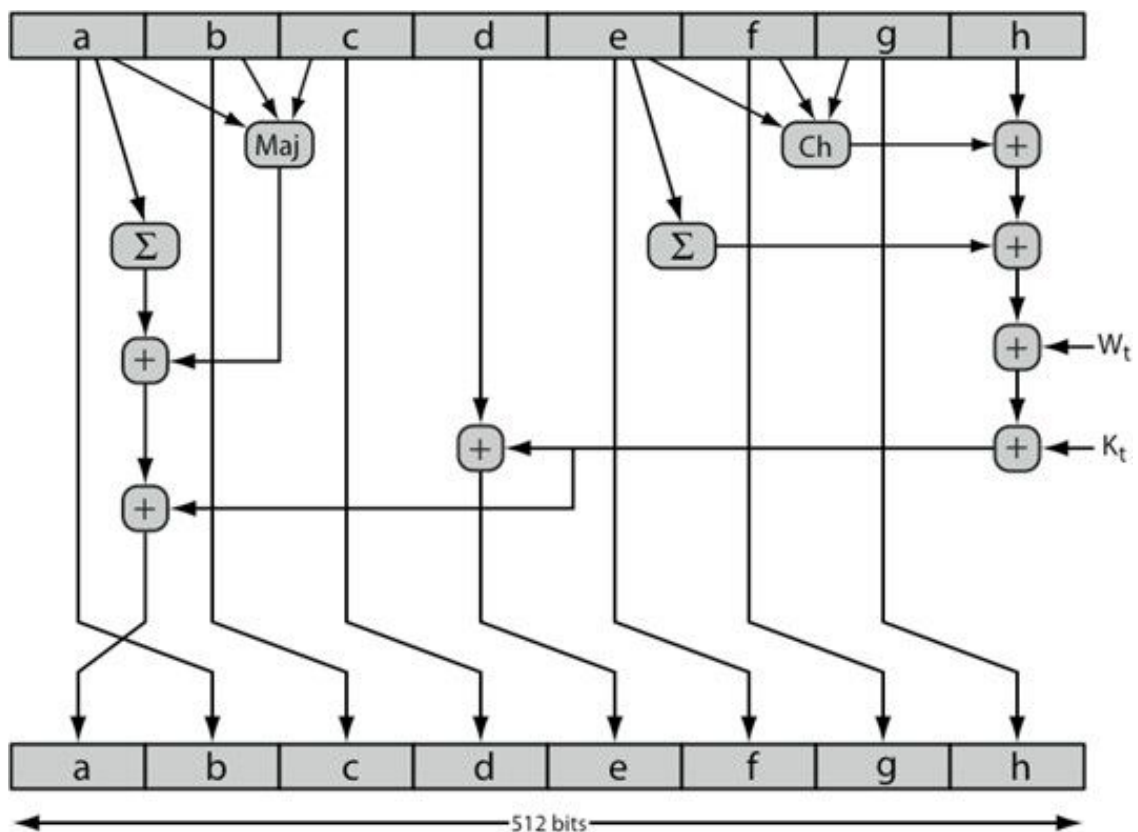 a b c d e f g h
Maj Ch +
Σ Σ +
+ + W_t
+ + K_t
+
a b c d e f g h
512 bits